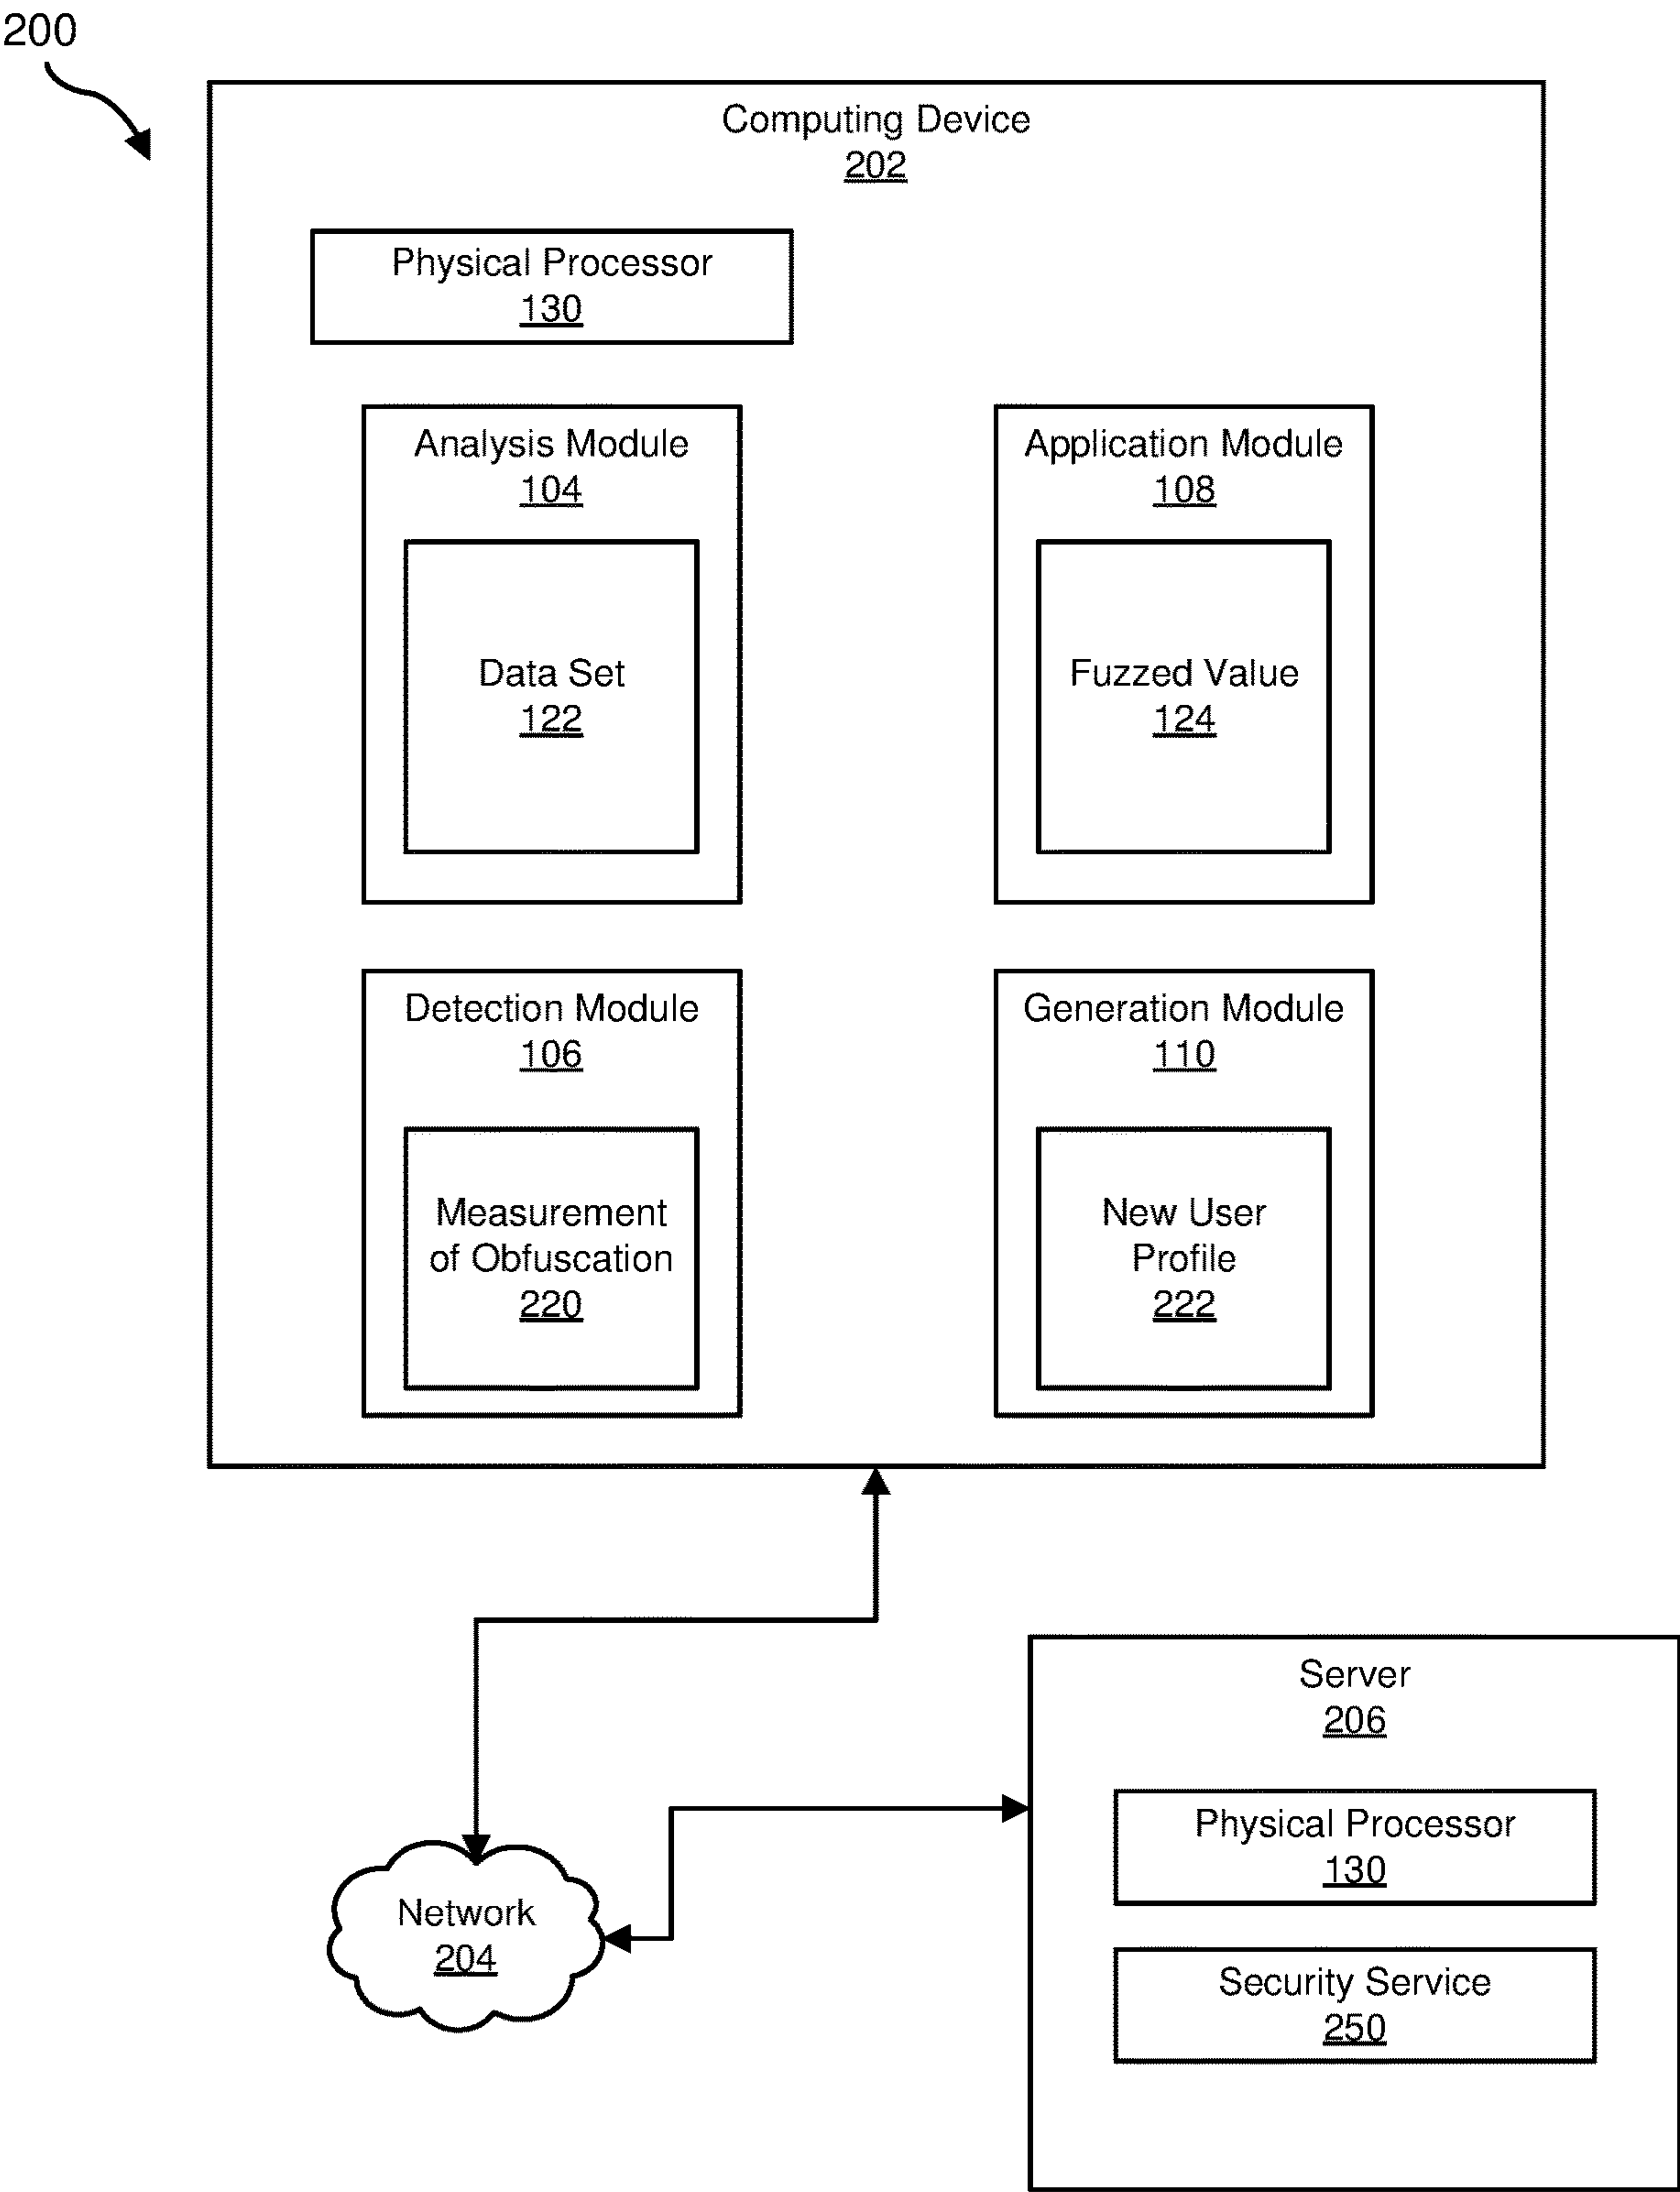 200
Computing Device
202
Physical Processor
130
Analysis Module
104
Data Set
122
Application Module
108
Fuzzed Value
124
Detection Module
106
Measurement
of Obfuscation
220
Generation Module
110
New User
Profile
222
Network
204
Server
206
Physical Processor
130
Security Service
250